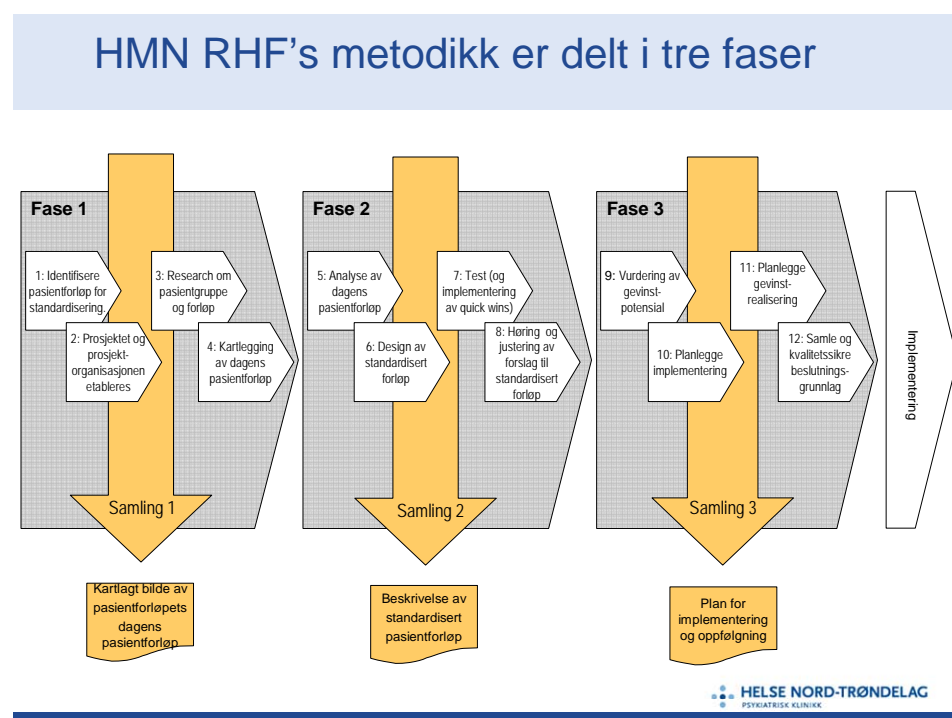 HMN RHF's metodikk er delt i tre faser
Fase 1
1: Identifisere
pasientforløp for
standardisering.
2: Prosjektet og
prosjekt-
organisasjonen
etableres
3: Research om
pasientgruppe
og forløp
4: Kartlegging
av dagens
pasientforløp
Samling 1
Kartlagt bilde av
pasientforløpets
dagens
pasientforløp
Fase 2
5: Analyse av
dagens
pasientforløp
6: Design av
standardisert
forløp
7: Test (og
implementering
av quick wins)
8: Høring og
justering av
forslag til
standardisert
forløp
Samling 2
Beskrivelse av
standardisert
pasientforløp
Fase 3
9: Vurdering av
gevinst-
potensial
10: Planlegge
implementering
11: Planlegge
gevinst-
realisering
12: Samle og
kvalitetssikre
beslutnings-
grunnlag
Samling 3
Plan for
implementering
og oppfølgning
Implementering
HELSE NORD-TRØNDELAG
PSYKIATRISK KLINIKK